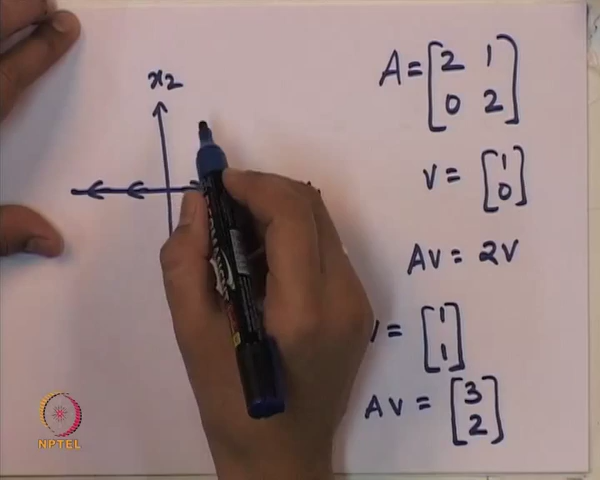 x2
A = [2 1
0 2]
v = [1
0]
Av = 2v
v = [1
1]
Av = [3
2]
NPTEL